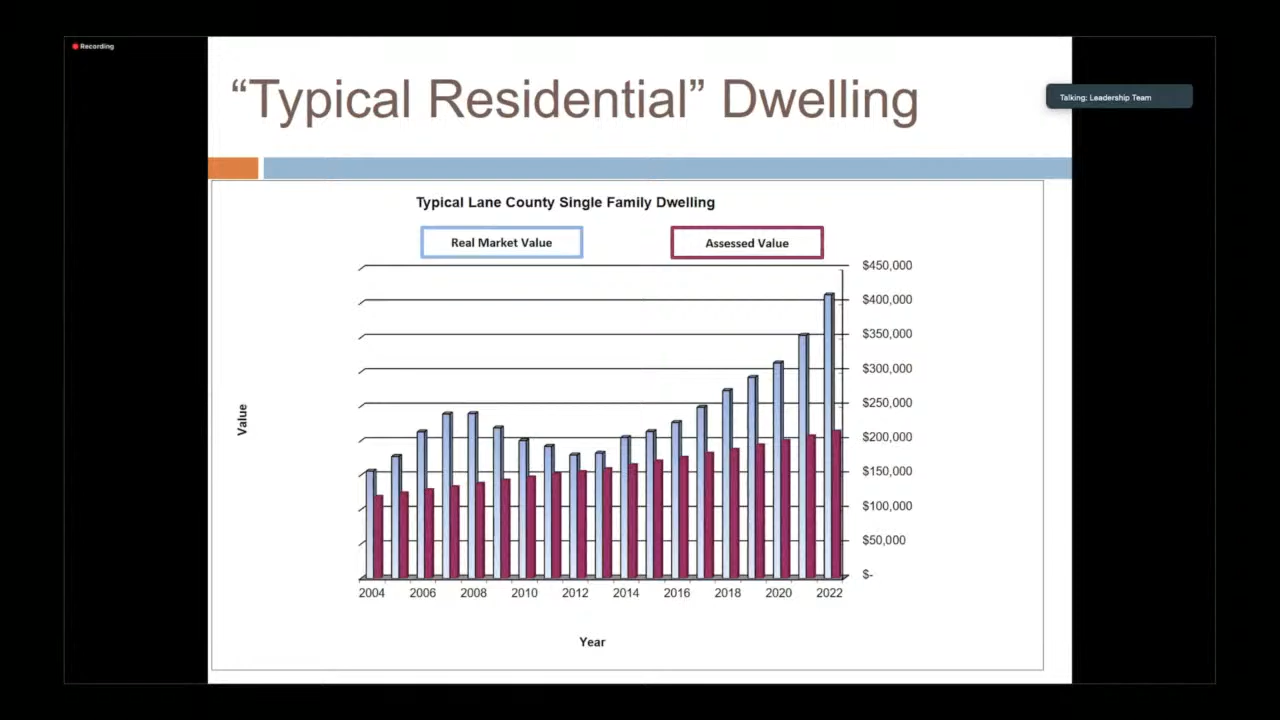 Recording
“Typical Residential” Dwelling
Talking: Leadership Team
Typical Lane County Single Family Dwelling
Real Market Value
Assessed Value
$450,000
$400,000
$350,000
$300,000
$250,000
$200,000
$150,000
$100,000
$50,000
$-
Value
2004 2006 2008 2010 2012 2014 2016 2018 2020 2022
Year